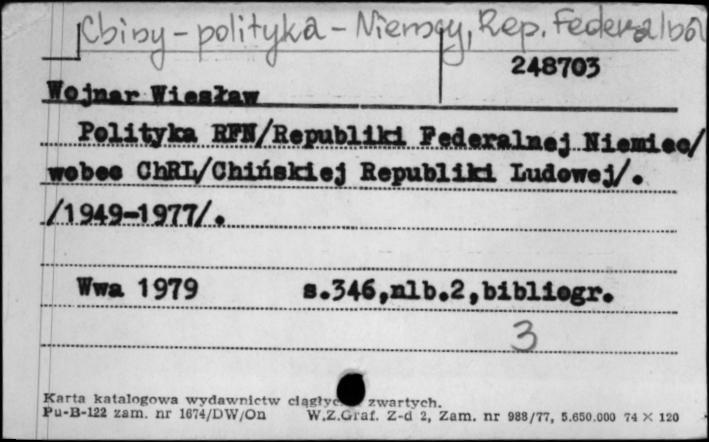 Chiny - polityka - Niemcy, Rep. Federalna
248703
Wojnar Wiesław
Polityka RFN/Republiki Federalnej Niemiec/
wobec ChRL/Chińskiej Republiki Ludowej/.
/1949-1977/.
Wwa 1979 s.346,nlb.2,bibliogr.
3
Karta katalogowa wydawnictw zwartych.
Pu-B-122 zam. nr 1674/DW/On W.Z.Graf. Z-d 2, Zam. nr 988/77, 5.650.000 74 × 120